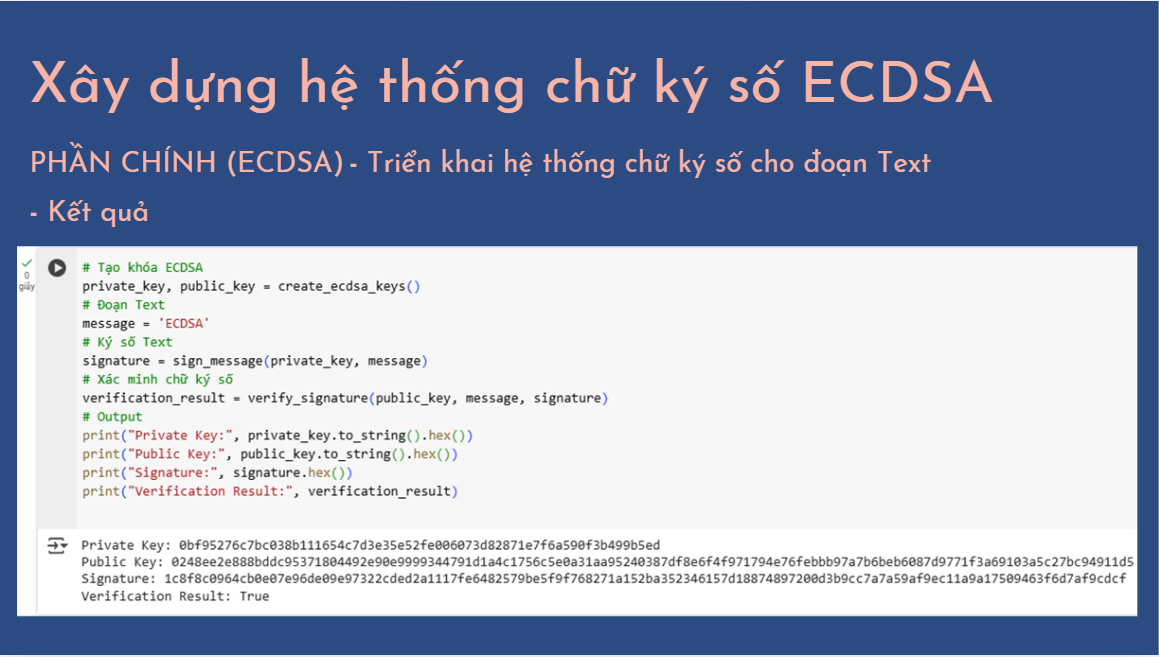 Xây dựng hệ thống chữ ký số ECDSA
PHẦN CHÍNH (ECDSA) - Triển khai hệ thống chữ ký số cho đoạn Text
- Kết quả
0
giây
# Tạo khóa ECDSA
private_key, public_key = create_ecdsa_keys()
# Đoạn Text
message = 'ECDSA'
# Ký số Text
signature = sign_message(private_key, message)
# Xác minh chữ ký số
verification_result = verify_signature(public_key, message, signature)
# Output
print("Private Key:", private_key.to_string().hex())
print("Public Key:", public_key.to_string().hex())
print("Signature:", signature.hex())
print("Verification Result:", verification_result)
Private Key: 0bf95276c7bc038b111654c7d3e35e52fe006073d82871e7f6a590f3b499b5ed
Public Key: 0248ee2e888bddc95371804492e90e9999344791d1a4c1756c5e0a31aa95240387df8e6f4f971794e76febbb97a7b6beb6087d9771f3a69103a5c27bc94911d5
Signature: 1c8f8c0964cb0e07e96de09e97322cded2a1117fe6482579be5f9f768271a152ba352346157d18874897200d3b9cc7a7a59af9ec11a9a17509463f6d7af9cdcf
Verification Result: True